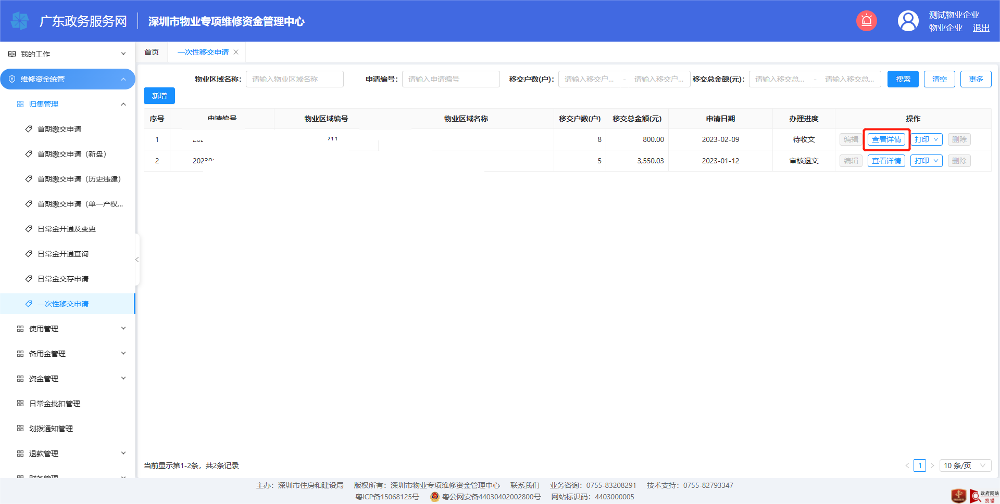 广东政务服务网 深圳市物业专项维修资金管理中心
测试物业企业
物业企业 退出
我的工作
维修资金统管
归集管理
首期缴交申请
首期缴交申请（新盘）
首期缴交申请（历史违建）
首期缴交申请（单一产权...
日常金开通及变更
日常金开通查询
日常金交存申请
一次性移交申请
使用管理
备用金管理
资金管理
日常金批扣管理
划拨通知管理
退款管理
财务管理
首页 一次性移交申请
物业区域名称： 请输入物业区域名称 申请编号： 请输入申请编号 移交户数(户)： 请输入移交户... - 请输入移交户... 移交总金额(元)： 请输入移交总... - 请输入移交总... 搜索 清空 更多
新增
序号 申请编号 物业区域编号 物业区域名称 移交户数(户) 移交总金额(元) 申请日期 办理进度 操作
1 8 800.00 2023-02-09 待收文 编辑 查看详情 打印 删除
2 5 3,550.03 2023-01-12 审核退文 编辑 查看详情 打印 删除
当前显示第1-2条，共2条记录
1 10 条/页
主办：深圳市住房和建设局 版权所有：深圳市物业专项维修资金管理中心 联系我们 业务咨询：0755-83208291 技术支持：0755-82793347
粤ICP备15068125号 粤公网安备44030402002800号 网站标识码：4403000005
政府网站
找错